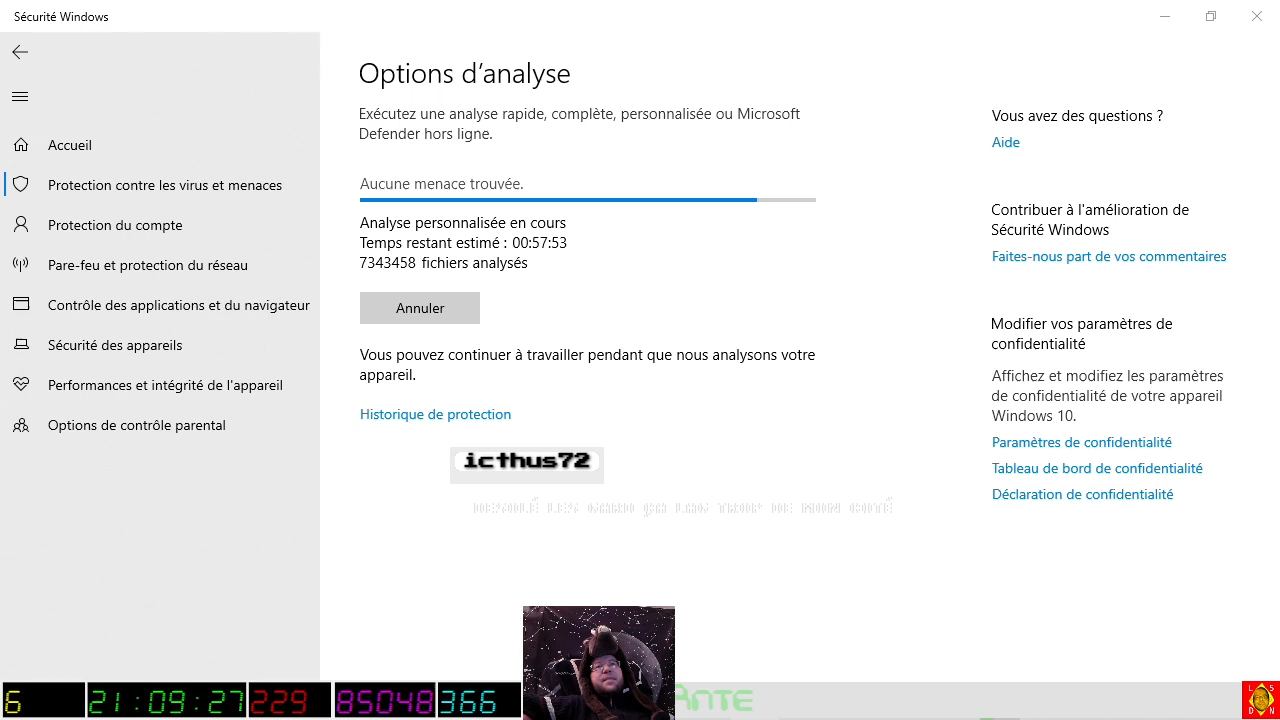 Sécurité Windows
Accueil
Protection contre les virus et menaces
Protection du compte
Pare-feu et protection du réseau
Contrôle des applications et du navigateur
Sécurité des appareils
Performances et intégrité de l'appareil
Options de contrôle parental
Options d’analyse
Exécutez une analyse rapide, complète, personnalisée ou Microsoft
Defender hors ligne.
Aucune menace trouvée.
Analyse personnalisée en cours
Temps restant estimé : 00:57:53
7343458 fichiers analysés
Annuler
Vous pouvez continuer à travailler pendant que nous analysons votre
appareil.
Historique de protection
icthus72
LES
TROP DE MON COTÉ
Vous avez des questions ?
Aide
Contribuer à l'amélioration de
Sécurité Windows
Faites-nous part de vos commentaires
Modifier vos paramètres de
confidentialité
Affichez et modifiez les paramètres
de confidentialité de votre appareil
Windows 10.
Paramètres de confidentialité
Tableau de bord de confidentialité
Déclaration de confidentialité
6
21:09:27
229
85048
366
ANTE
L S
D N